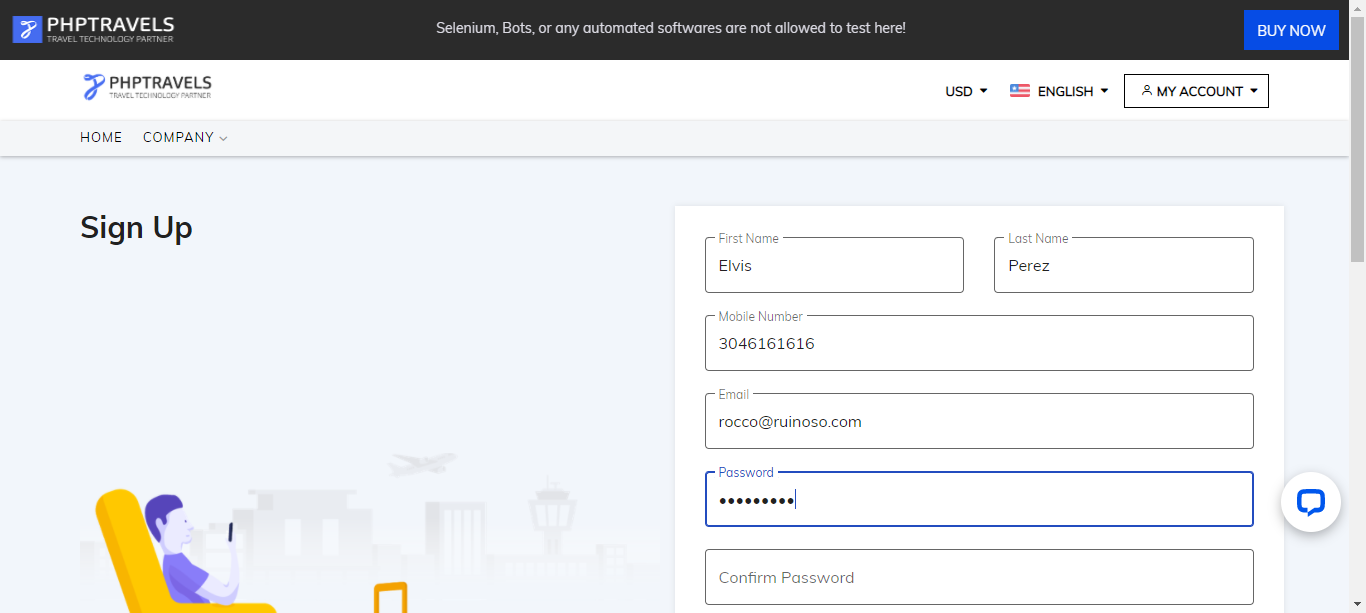 PHPTRAVELS
TRAVEL TECHNOLOGY PARTNER
Selenium, Bots, or any automated softwares are not allowed to test here!
BUY NOW
PHPTRAVELS
TRAVEL TECHNOLOGY PARTNER
USD
ENGLISH
MY ACCOUNT
HOME
COMPANY
Sign Up
First Name
Elvis
Last Name
Perez
Mobile Number
3046161616
Email
rocco@ruinoso.com
Password
•••••••••
Confirm Password